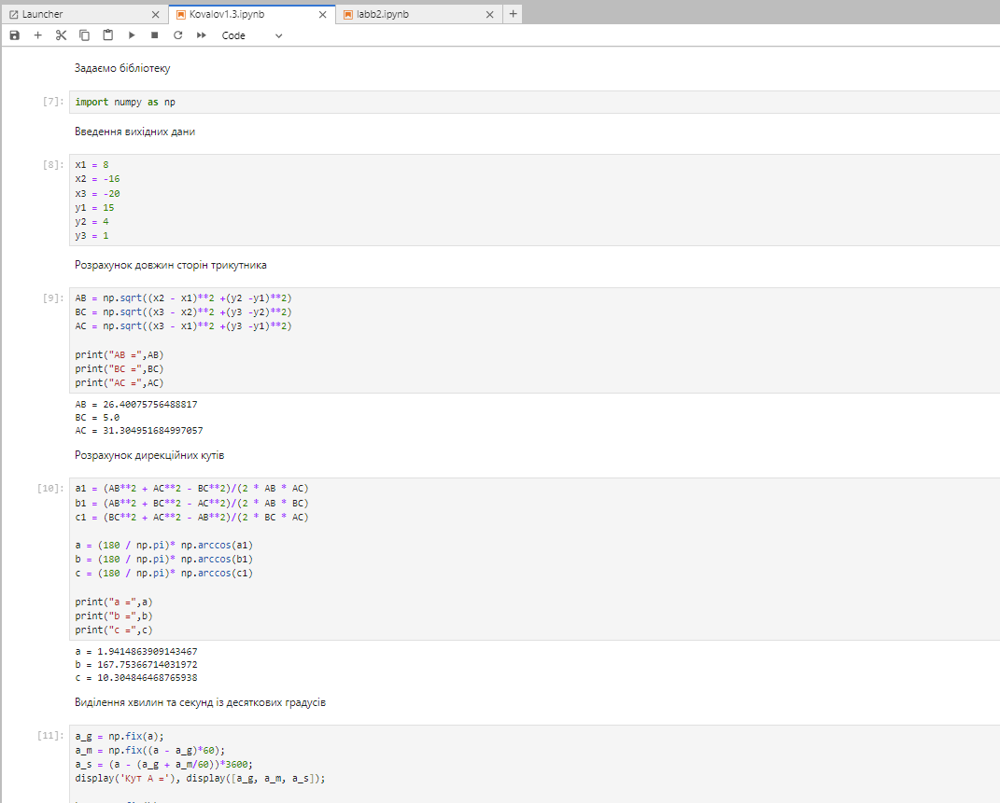 Launcher
Kovalov1.3.ipynb
labb2.ipynb
Code
Задаємо бібліотеку
[7]:
import numpy as np
Введення вихідних дани
[8]:
x1 = 8
x2 = -16
x3 = -20
y1 = 15
y2 = 4
y3 = 1
Розрахунок довжин сторін трикутника
[9]:
AB = np.sqrt((x2 - x1)**2 +(y2 -y1)**2)
BC = np.sqrt((x3 - x2)**2 +(y3 -y2)**2)
AC = np.sqrt((x3 - x1)**2 +(y3 -y1)**2)
print("AB =",AB)
print("BC =",BC)
print("AC =",AC)
AB = 26.40075756488817
BC = 5.0
AC = 31.304951684997057
Розрахунок дирекційних кутів
[10]:
a1 = (AB**2 + AC**2 - BC**2)/(2 * AB * AC)
b1 = (AB**2 + BC**2 - AC**2)/(2 * AB * BC)
c1 = (BC**2 + AC**2 - AB**2)/(2 * BC * AC)
a = (180 / np.pi)* np.arccos(a1)
b = (180 / np.pi)* np.arccos(b1)
c = (180 / np.pi)* np.arccos(c1)
print("a =",a)
print("b =",b)
print("c =",c)
a = 1.9414863909143467
b = 167.75366714031972
c = 10.304846468765938
Виділення хвилин та секунд із десяткових градусів
[11]:
a_g = np.fix(a);
a_m = np.fix((a - a_g)*60);
a_s = (a - (a_g + a_m/60))*3600;
display('Кут А ='), display([a_g, a_m, a_s]);